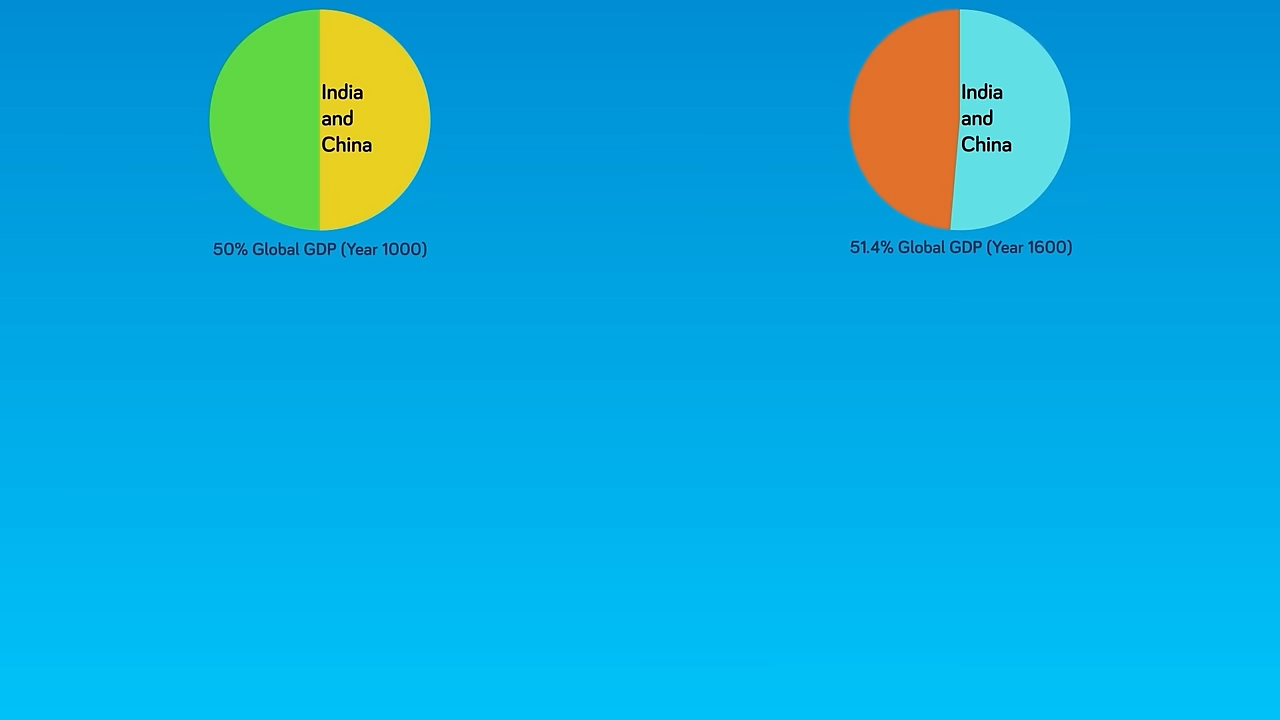 India
and
China
50% Global GDP (Year 1000)
India
and
China
51.4% Global GDP (Year 1600)